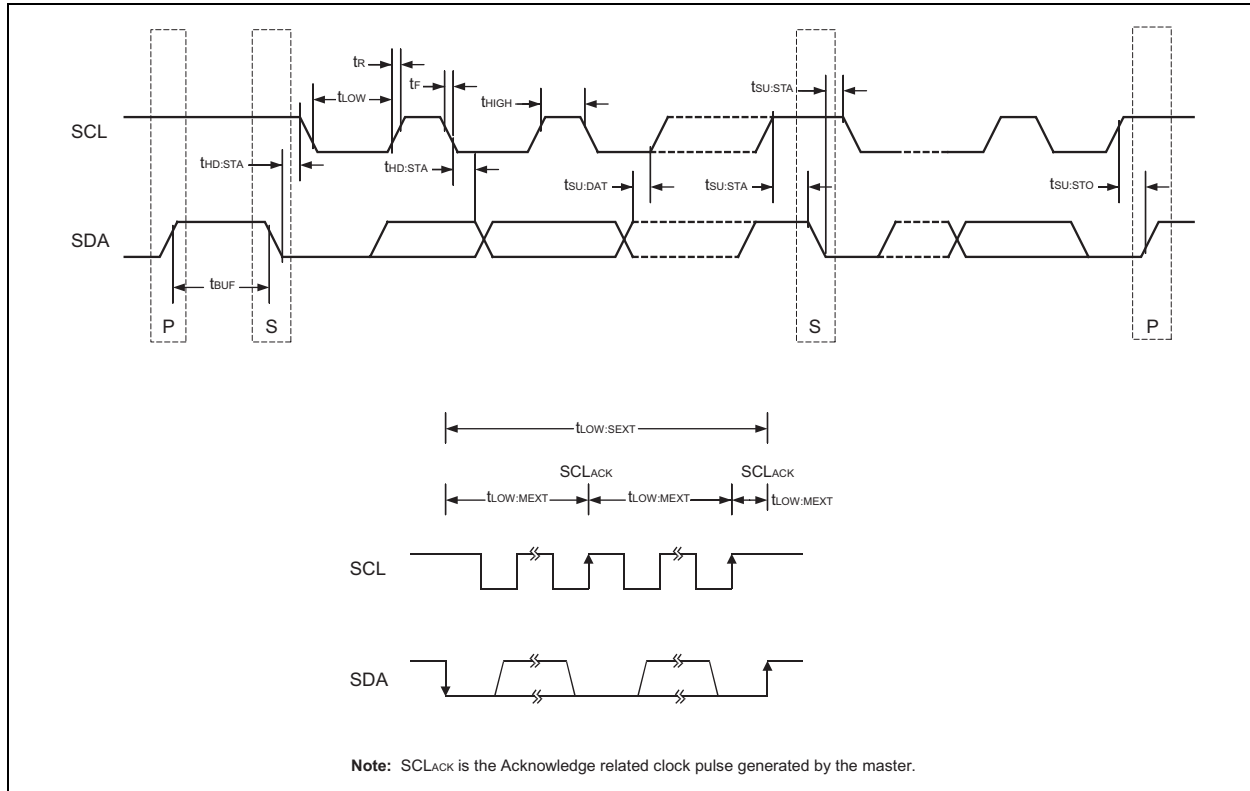 tR
tF
tLOW
tHIGH
tSU:STA
SCL
tHD:STA
tHD:STA
tSU:DAT
tSU:STA
tSU:STO
SDA
tBUF
P
S
S
P
tLOW:SEXT
SCLACK
SCLACK
tLOW:MEXT
tLOW:MEXT
tLOW:MEXT
SCL
SDA
Note: SCLACK is the Acknowledge related clock pulse generated by the master.